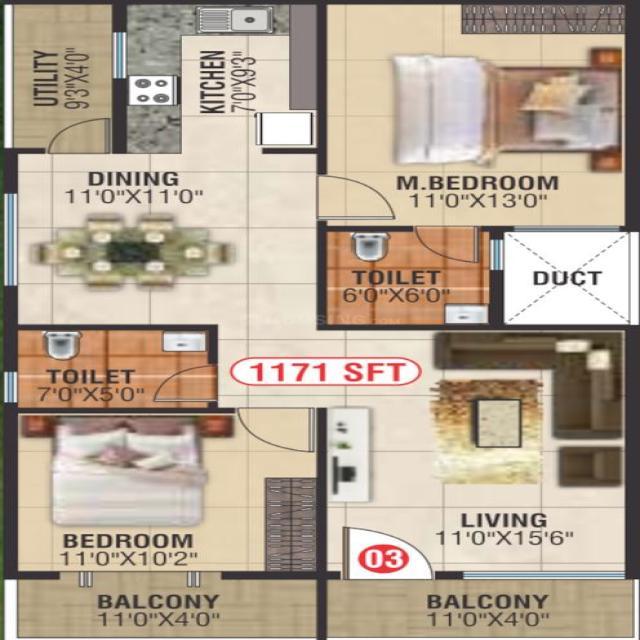 UTILITY
9'3"X4'0"
KITCHEN
7'0"X9'3"
DINING
11'0"X11'0"
M.BEDROOM
11'0"X13'0"
TOILET
6'0"X6'0"
DUCT
TOILET
7'0"X5'0"
1171 SFT
BEDROOM
11'0"X10'2"
LIVING
11'0"X15'6"
03
BALCONY
11'0"X4'0"
BALCONY
11'0"X4'0"